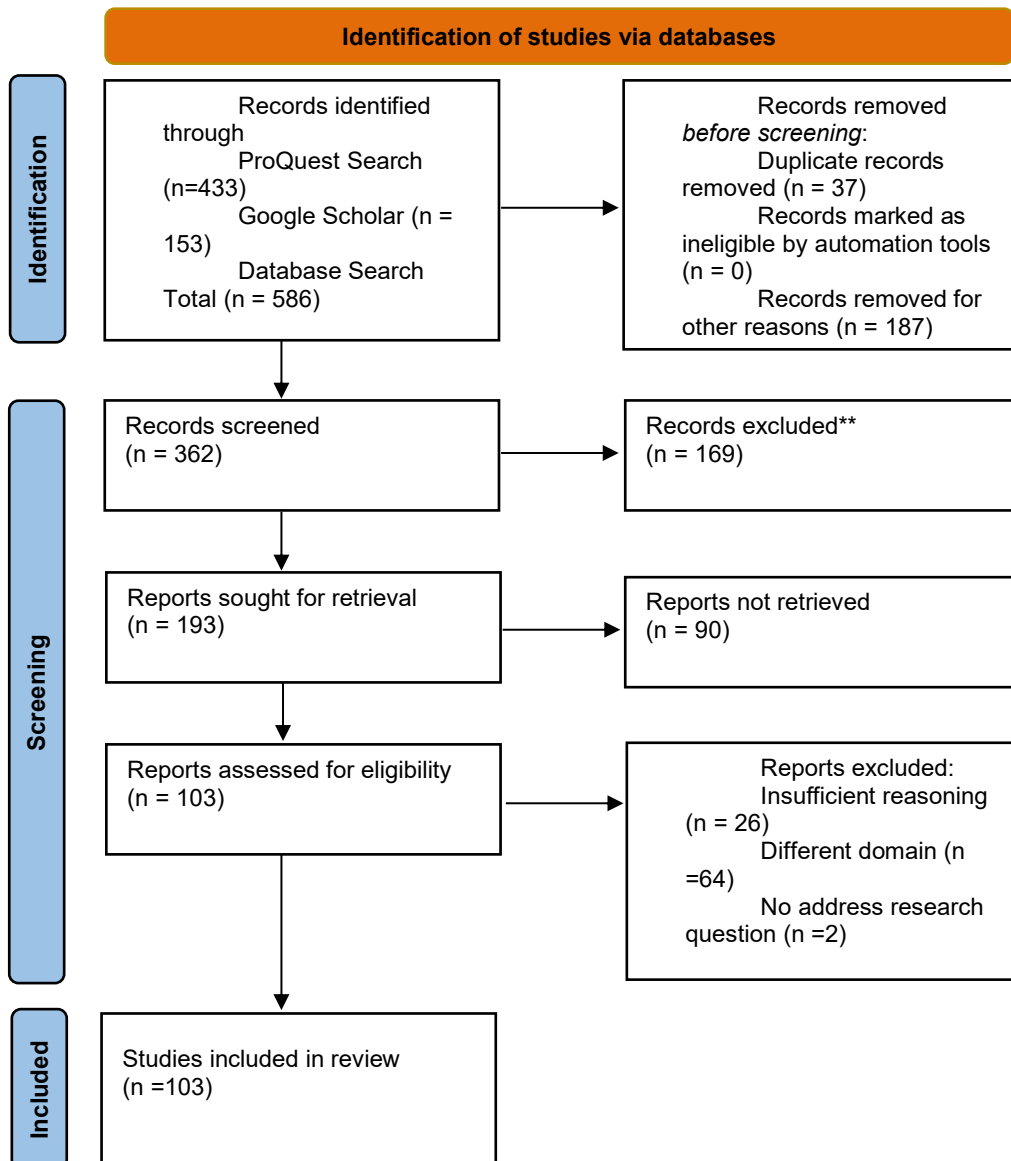 Identification of studies via databases
Identification
Records identified
through
ProQuest Search
(n=433)
Google Scholar (n =
153)
Database Search
Total (n = 586)
Records removed
before screening:
Duplicate records
removed (n = 37)
Records marked as
ineligible by automation tools
(n = 0)
Records removed for
other reasons (n = 187)
Screening
Records screened
(n = 362)
Records excluded**
(n = 169)
Reports sought for retrieval
(n = 193)
Reports not retrieved
(n = 90)
Reports assessed for eligibility
(n = 103)
Reports excluded:
Insufficient reasoning
(n = 26)
Different domain (n
=64)
No address research
question (n =2)
Included
Studies included in review
(n =103)